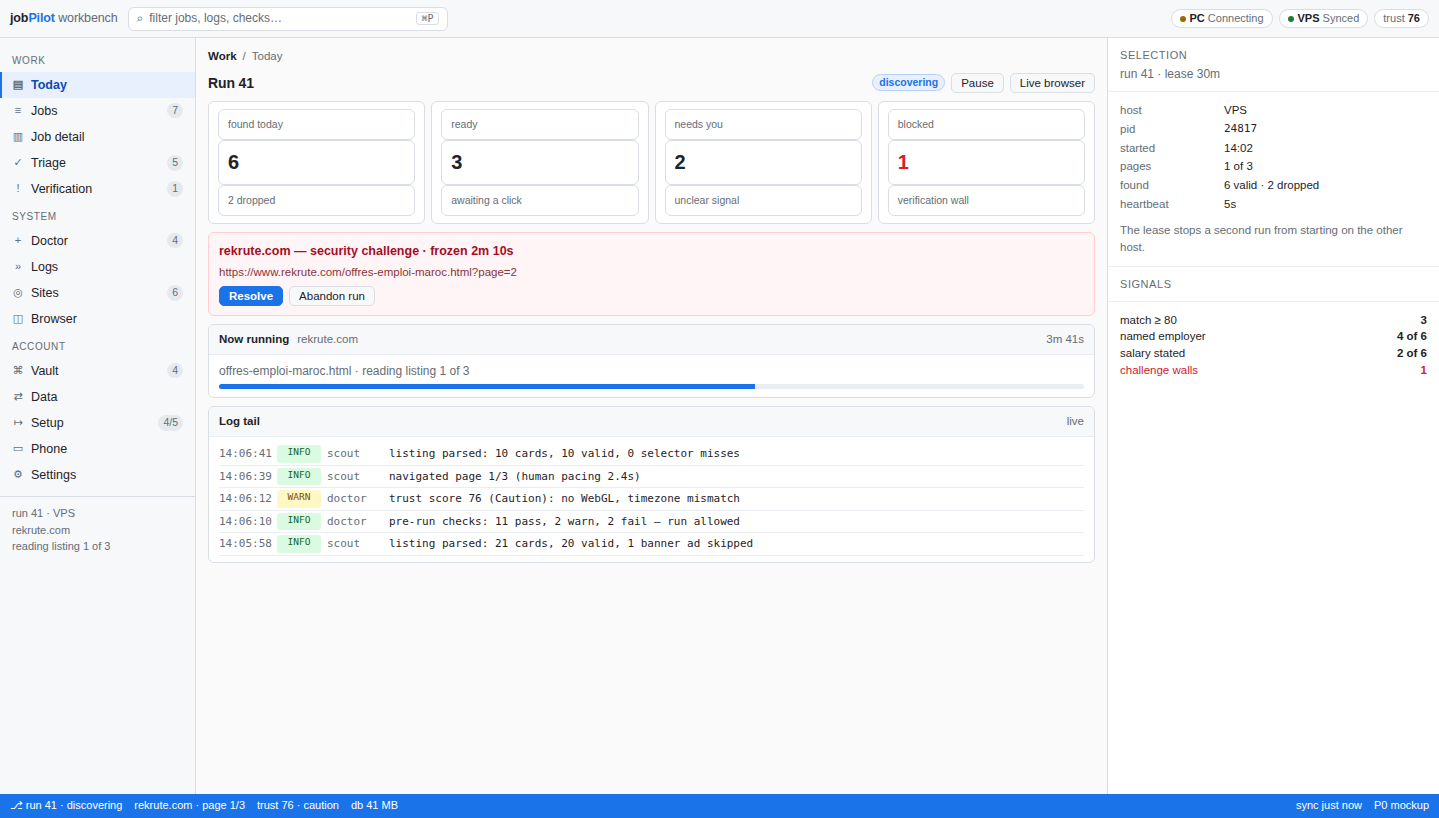 jobPilot workbench
⌕ filter jobs, logs, checks… ⌘P
PC Connecting
VPS Synced
trust 76
WORK
▤ Today
≡ Jobs 7
▥ Job detail
✓ Triage 5
! Verification 1
SYSTEM
+ Doctor 4
» Logs
◎ Sites 6
◫ Browser
ACCOUNT
⌘ Vault 4
⇄ Data
↦ Setup 4/5
▭ Phone
⚙ Settings
run 41 · VPS
rekrute.com
reading listing 1 of 3
Work / Today
Run 41
discovering
Pause
Live browser
found today
6
2 dropped
ready
3
awaiting a click
needs you
2
unclear signal
blocked
1
verification wall
rekrute.com — security challenge · frozen 2m 10s
https://www.rekrute.com/offres-emploi-maroc.html?page=2
Resolve
Abandon run
Now running rekrute.com 3m 41s
offres-emploi-maroc.html · reading listing 1 of 3
Log tail live
14:06:41 INFO scout listing parsed: 10 cards, 10 valid, 0 selector misses
14:06:39 INFO scout navigated page 1/3 (human pacing 2.4s)
14:06:12 WARN doctor trust score 76 (Caution): no WebGL, timezone mismatch
14:06:10 INFO doctor pre-run checks: 11 pass, 2 warn, 2 fail — run allowed
14:05:58 INFO scout listing parsed: 21 cards, 20 valid, 1 banner ad skipped
SELECTION
run 41 · lease 30m
host VPS
pid 24817
started 14:02
pages 1 of 3
found 6 valid · 2 dropped
heartbeat 5s
The lease stops a second run from starting on the other
host.
SIGNALS
match ≥ 80 3
named employer 4 of 6
salary stated 2 of 6
challenge walls 1
⎇ run 41 · discovering
rekrute.com · page 1/3
trust 76 · caution
db 41 MB
sync just now
P0 mockup